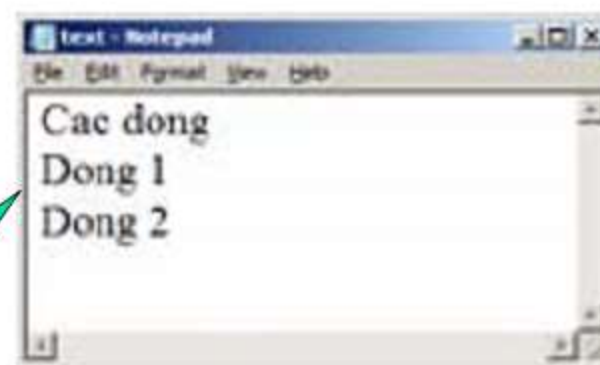 text - Notepad
File Edit Format View Help
Cac dong
Dong 1
Dong 2